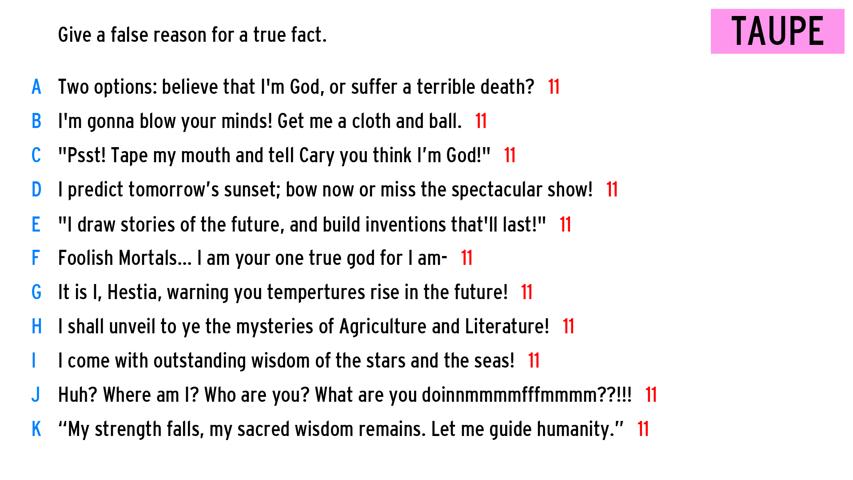 Give a false reason for a true fact.
TAUPE
A Two options: believe that I'm God, or suffer a terrible death? 11
B I'm gonna blow your minds! Get me a cloth and ball. 11
C "Psst! Tape my mouth and tell Cary you think I’m God!" 11
D I predict tomorrow’s sunset; bow now or miss the spectacular show! 11
E "I draw stories of the future, and build inventions that'll last!" 11
F Foolish Mortals... I am your one true god for I am- 11
G It is I, Hestia, warning you tempertures rise in the future! 11
H I shall unveil to ye the mysteries of Agriculture and Literature! 11
I I come with outstanding wisdom of the stars and the seas! 11
J Huh? Where am I? Who are you? What are you doinnmmmmfffmmmm??!!! 11
K “My strength falls, my sacred wisdom remains. Let me guide humanity.” 11